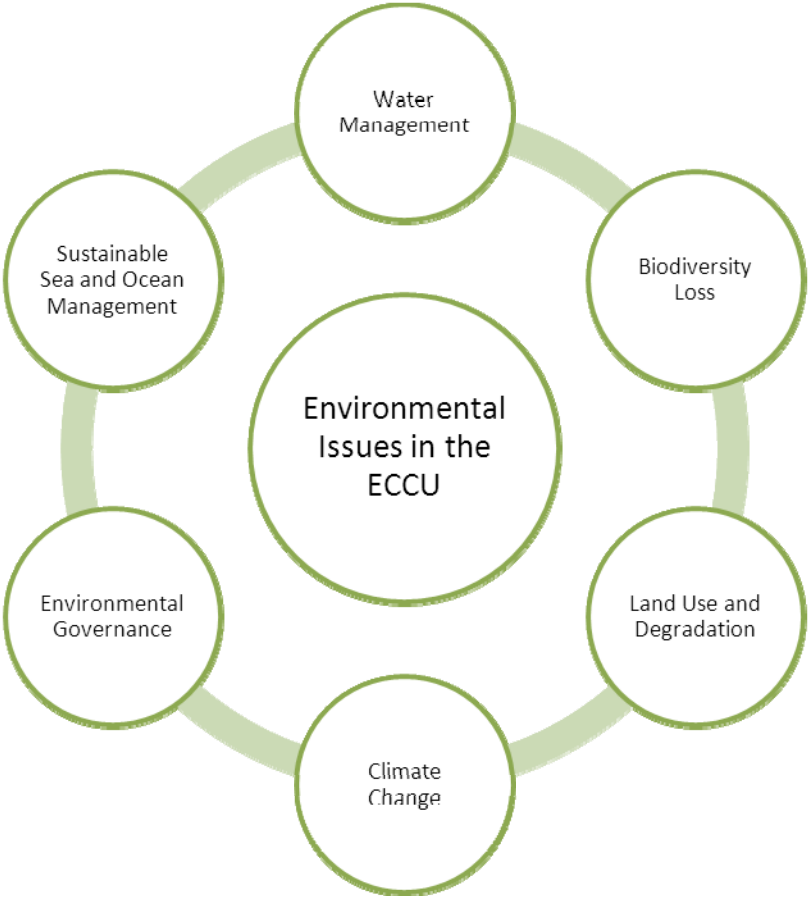 Water
Management
Biodiversity
Loss
Land Use and
Degradation
Climate
Change
Environmental
Governance
Sustainable
Sea and Ocean
Management
Environmental
Issues in the
ECCU